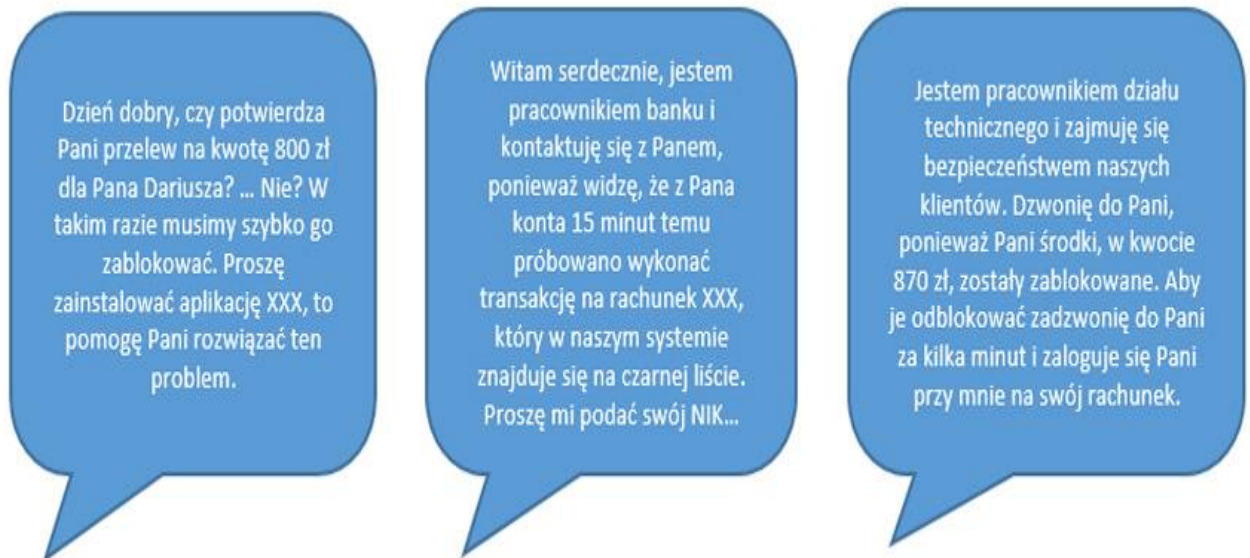 Dzień dobry, czy potwierdza
Pani przelew na kwotę 800 zł
dla Pana Dariusza? ... Nie? W
takim razie musimy szybko go
zablokować. Proszę
zainstalować aplikację XXX, to
pomogę Pani rozwiązać ten
problem.
Witam serdecznie, jestem
pracownikiem banku i
kontaktuję się z Panem,
ponieważ widzę, że z Pana
konta 15 minut temu
próbowano wykonać
transakcję na rachunek XXX,
który w naszym systemie
znajduje się na czarnej liście.
Proszę mi podać swój NIK...
Jestem pracownikiem działu
technicznego i zajmuję się
bezpieczeństwem naszych
klientów. Dzwonię do Pani,
ponieważ Pani środki, w kwocie
870 zł, zostały zablokowane. Aby
je odblokować zadzwonię do Pani
za kilka minut i zaloguje się Pani
przy mnie na swój rachunek.